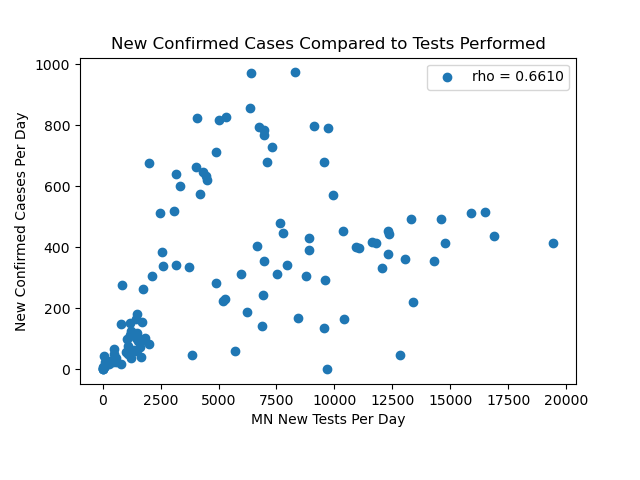 New Confirmed Cases Compared to Tests Performed
rho = 0.6610
New Confirmed Caeses Per Day
1000
800
600
400
200
0
0 2500 5000 7500 10000 12500 15000 17500 20000
MN New Tests Per Day